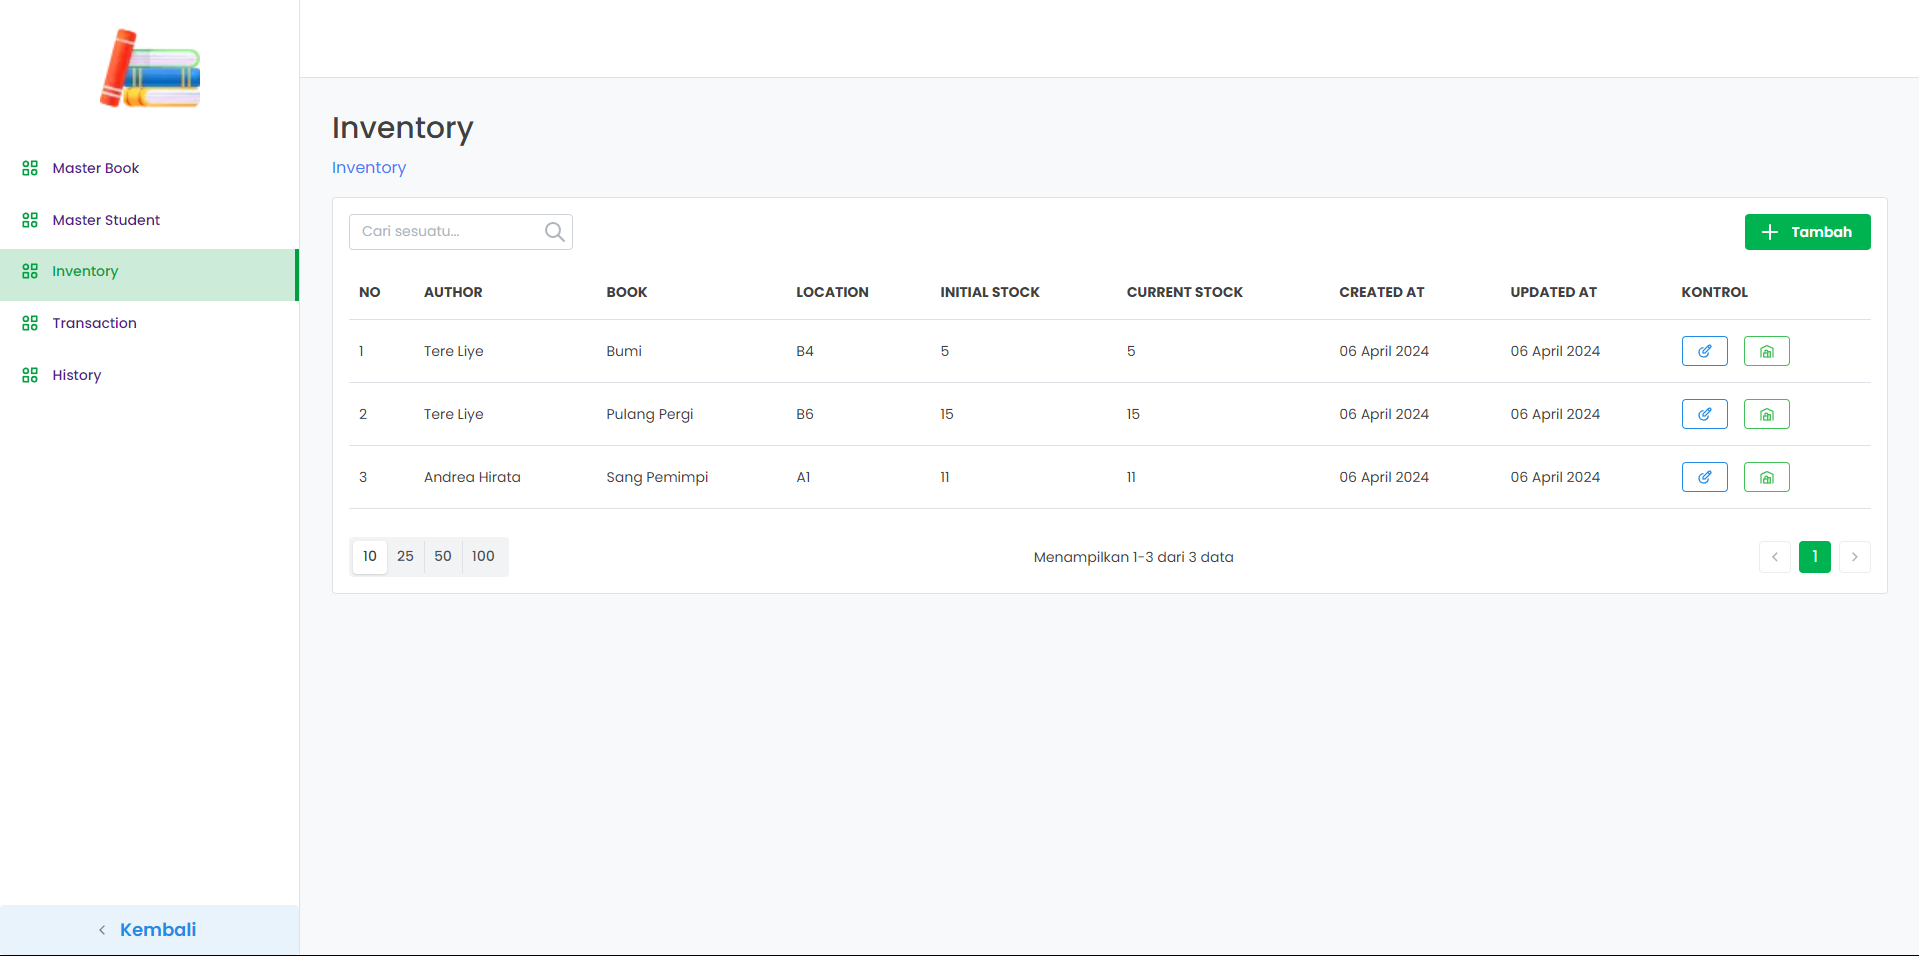 Master Book
Master Student
Inventory
Transaction
History
Kembali
Inventory
Inventory
Cari sesuatu...
Tambah
NO AUTHOR BOOK LOCATION INITIAL STOCK CURRENT STOCK CREATED AT UPDATED AT KONTROL
1 Tere Liye Bumi B4 5 5 06 April 2024 06 April 2024
2 Tere Liye Pulang Pergi B6 15 15 06 April 2024 06 April 2024
3 Andrea Hirata Sang Pemimpi A1 11 11 06 April 2024 06 April 2024
10 25 50 100 Menampilkan 1-3 dari 3 data 1